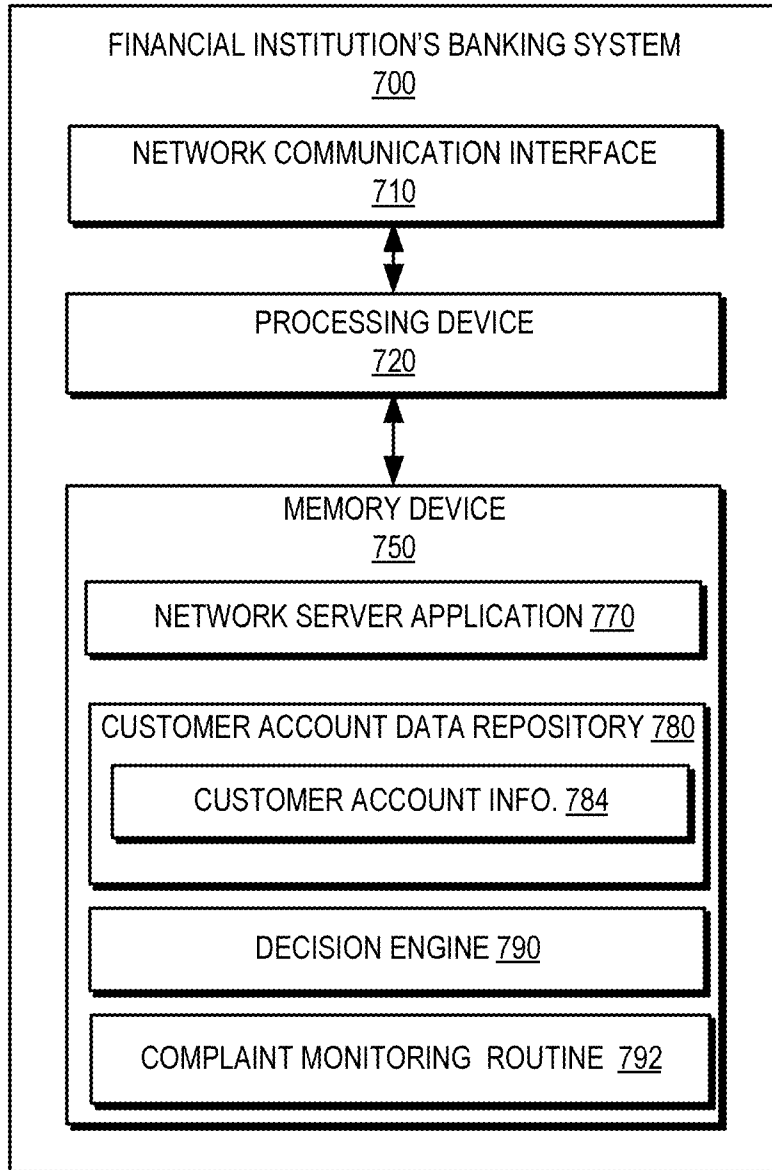 FINANCIAL INSTITUTION'S BANKING SYSTEM
700
NETWORK COMMUNICATION INTERFACE
710
PROCESSING DEVICE
720
MEMORY DEVICE
750
NETWORK SERVER APPLICATION 770
CUSTOMER ACCOUNT DATA REPOSITORY 780
CUSTOMER ACCOUNT INFO. 784
DECISION ENGINE 790
COMPLAINT MONITORING ROUTINE 792